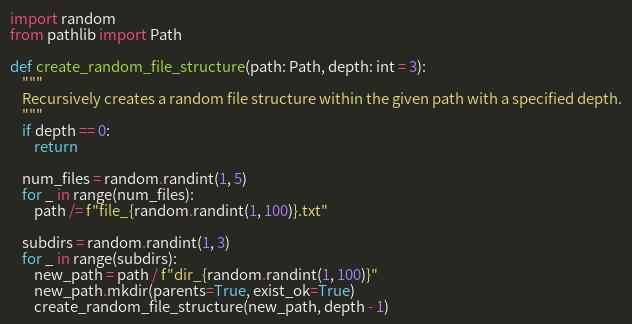 import random
from pathlib import Path

def create_random_file_structure(path: Path, depth: int = 3):
    """
    Recursively creates a random file structure within the given path with a specified depth.
    """
    if depth == 0:
        return

    num_files = random.randint(1, 5)
    for _ in range(num_files):
        path /= f"file_{random.randint(1, 100)}.txt"

    subdirs = random.randint(1, 3)
    for _ in range(subdirs):
        new_path = path / f"dir_{random.randint(1, 100)}"
        new_path.mkdir(parents=True, exist_ok=True)
        create_random_file_structure(new_path, depth - 1)